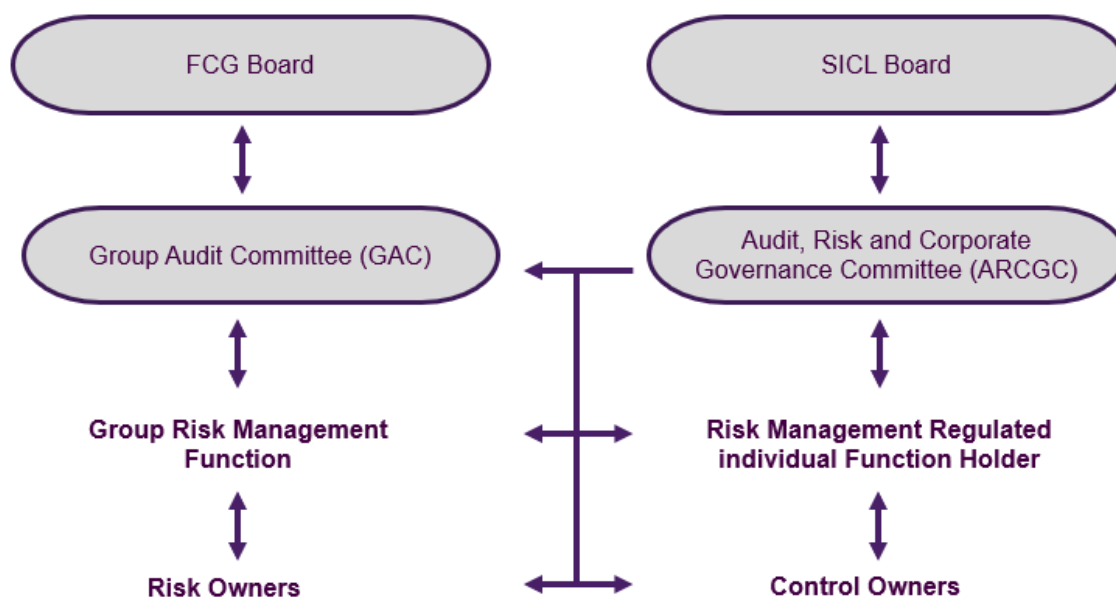 FCG Board
SICL Board
Group Audit Committee (GAC)
Audit, Risk and Corporate
Governance Committee (ARCGC)
Group Risk Management
Function
Risk Management Regulated
individual Function Holder
Risk Owners
Control Owners